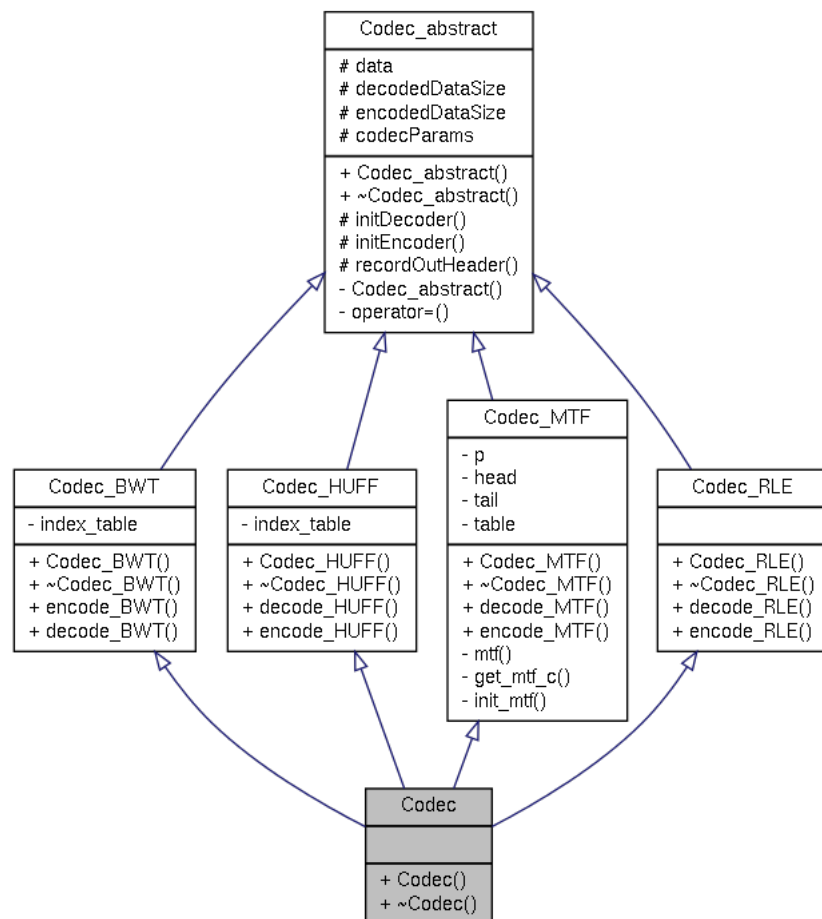 Codec_abstract
# data
# decodedDataSize
# encodedDataSize
# codecParams
+ Codec_abstract()
+ ~Codec_abstract()
# initDecoder()
# initEncoder()
# recordOutHeader()
- Codec_abstract()
- operator=()
Codec_BWT
- index_table
+ Codec_BWT()
+ ~Codec_BWT()
+ encode_BWT()
+ decode_BWT()
Codec_HUFF
- index_table
+ Codec_HUFF()
+ ~Codec_HUFF()
+ decode_HUFF()
+ encode_HUFF()
Codec_MTF
- p
- head
- tail
- table
+ Codec_MTF()
+ ~Codec_MTF()
+ decode_MTF()
+ encode_MTF()
- mtf()
- get_mtf_c()
- init_mtf()
Codec_RLE
+ Codec_RLE()
+ ~Codec_RLE()
+ decode_RLE()
+ encode_RLE()
Codec
+ Codec()
+ ~Codec()